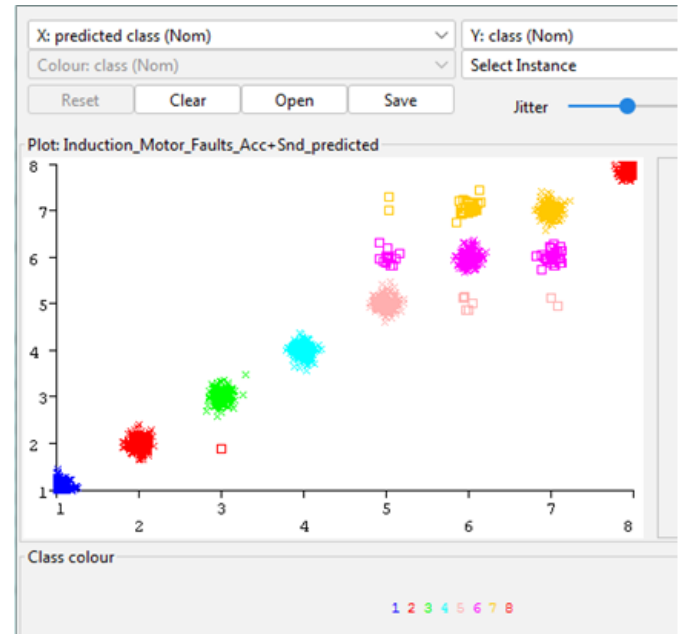 X: predicted class (Nom) Y: class (Nom)
Colour: class (Nom) Select Instance
Reset Clear Open Save Jitter
Plot: Induction_Motor_Faults_Acc+Snd_predicted
8
7
6
5
4
3
2
1
1 3 5 7
2 4 6 8
Class colour
1 2 3 4 5 6 7 8